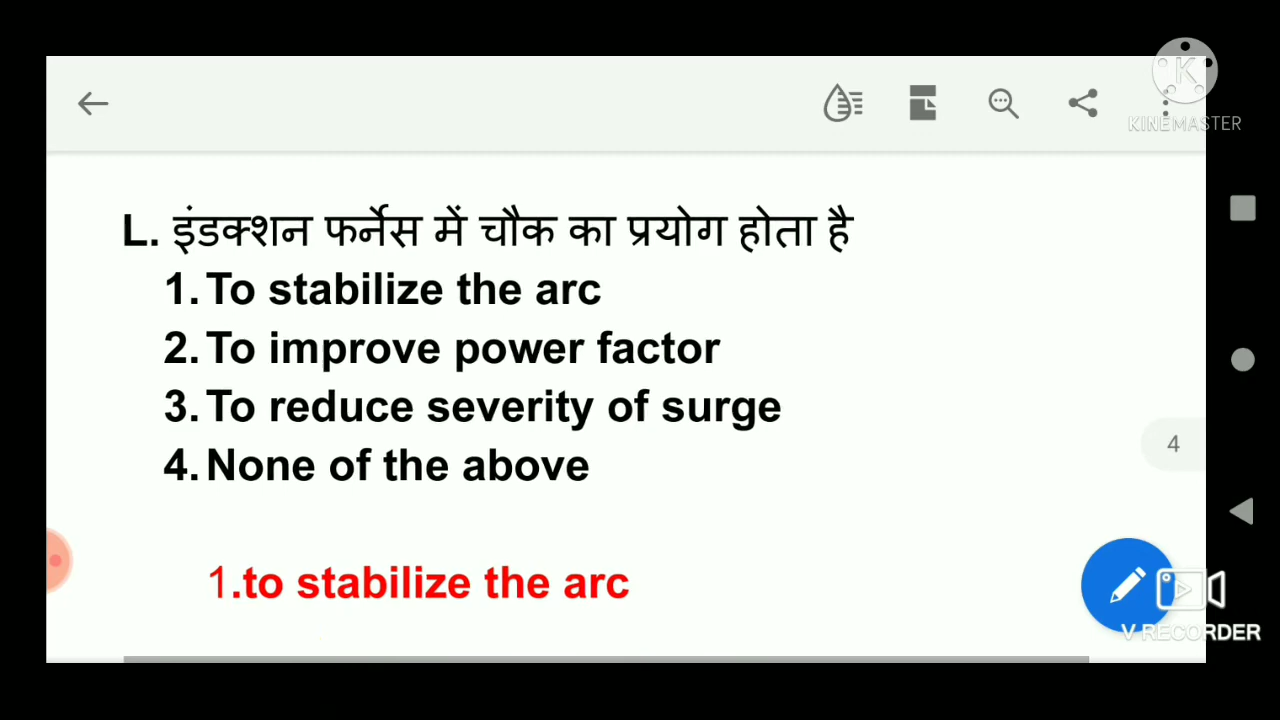 KINEMASTER
L. इंडक्शन फर्नेस में चौक का प्रयोग होता है
1. To stabilize the arc
2. To improve power factor
3. To reduce severity of surge
4. None of the above
4
1.to stabilize the arc
V RECORDER